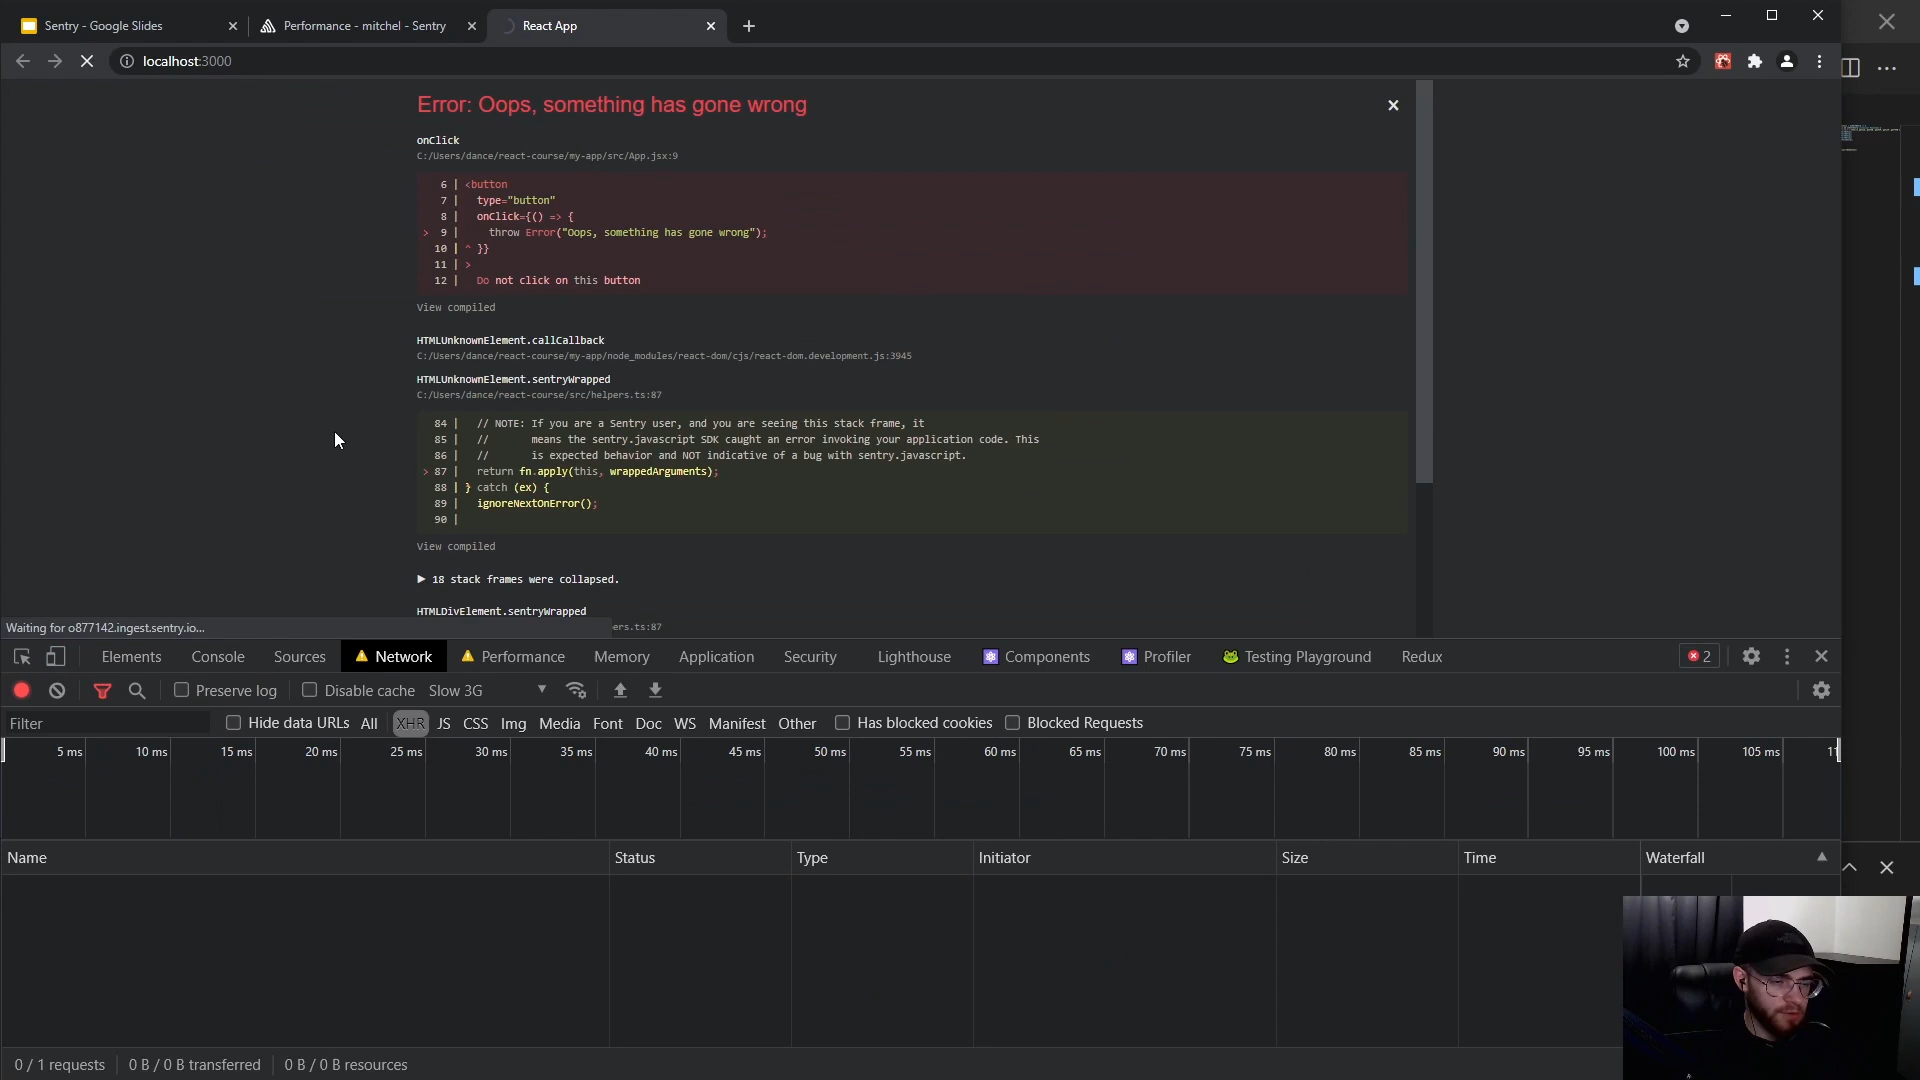 Sentry - Google Slides
Performance - mitchel - Sentry
React App
localhost:3000
Error: Oops, something has gone wrong
onClick
C:/Users/dance/react-course/my-app/src/App.jsx:9
6 | <button
7 | type="button"
8 | onClick={() => {
> 9 | throw Error("Oops, something has gone wrong");
10 | ^ }}
11 | >
12 | Do not click on this button
View compiled
HTMLUnknownElement.callCallback
C:/Users/dance/react-course/my-app/node_modules/react-dom/cjs/react-dom.development.js:3945
HTMLUnknownElement.sentryWrapped
C:/Users/dance/react-course/src/helpers.ts:87
84 | // NOTE: If you are a Sentry user, and you are seeing this stack frame, it
85 | // means the sentry.javascript SDK caught an error invoking your application code. This
86 | // is expected behavior and NOT indicative of a bug with sentry.javascript.
> 87 | return fn.apply(this, wrappedArguments);
88 | } catch (ex) {
89 | ignoreNextOnError();
90 |
View compiled
▶ 18 stack frames were collapsed.
HTMLDivElement.sentryWrapped
ers.ts:87
Waiting for o877142.ingest.sentry.io...
Elements Console Sources Network Performance Memory Application Security Lighthouse Components Profiler Testing Playground Redux 2
Preserve log Disable cache Slow 3G
Filter Hide data URLs All XHR JS CSS Img Media Font Doc WS Manifest Other Has blocked cookies Blocked Requests
5 ms 10 ms 15 ms 20 ms 25 ms 30 ms 35 ms 40 ms 45 ms 50 ms 55 ms 60 ms 65 ms 70 ms 75 ms 80 ms 85 ms 90 ms 95 ms 100 ms 105 ms 11
Name Status Type Initiator Size Time Waterfall
0 / 1 requests 0 B / 0 B transferred 0 B / 0 B resources